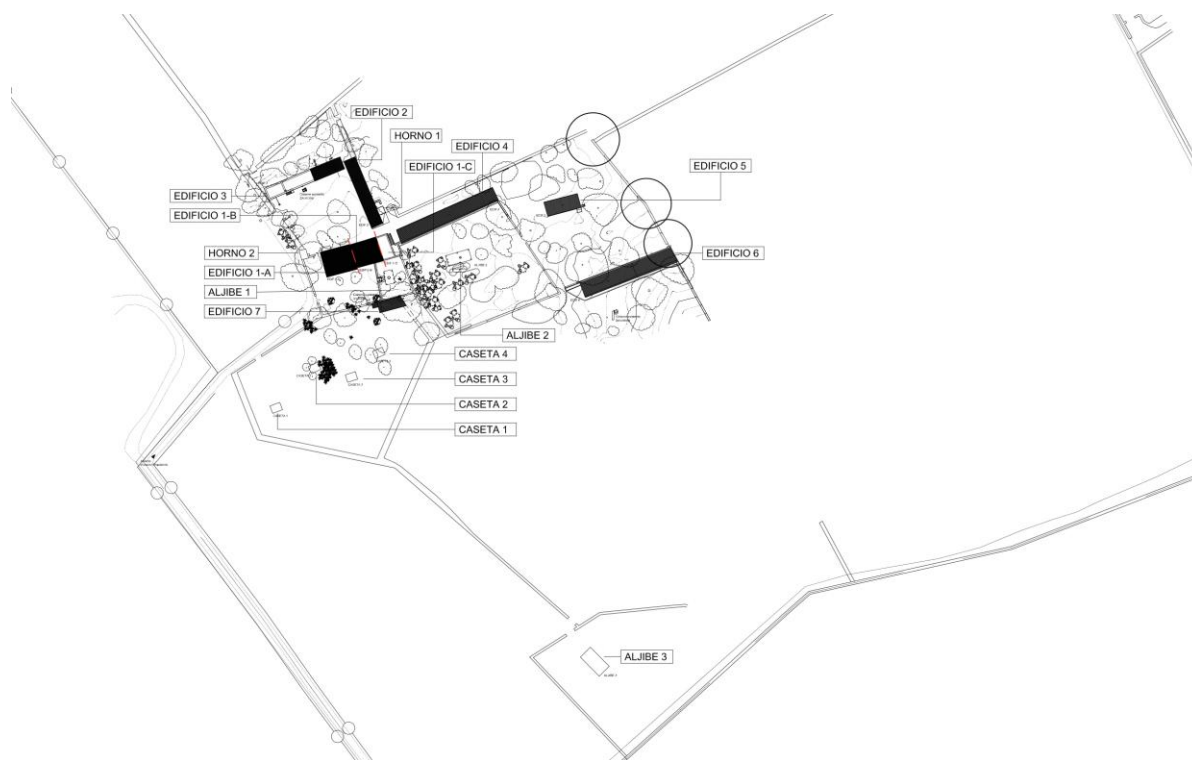 EDIFICIO 2
HORNO 1
EDIFICIO 4
EDIFICIO 1-C
EDIFICIO 5
EDIFICIO 3
EDIFICIO 1-B
HORNO 2
EDIFICIO 6
EDIFICIO 1-A
ALJIBE 1
EDIFICIO 7
ALJIBE 2
CASETA 4
CASETA 3
CASETA 2
CASETA 1
ALJIBE 3